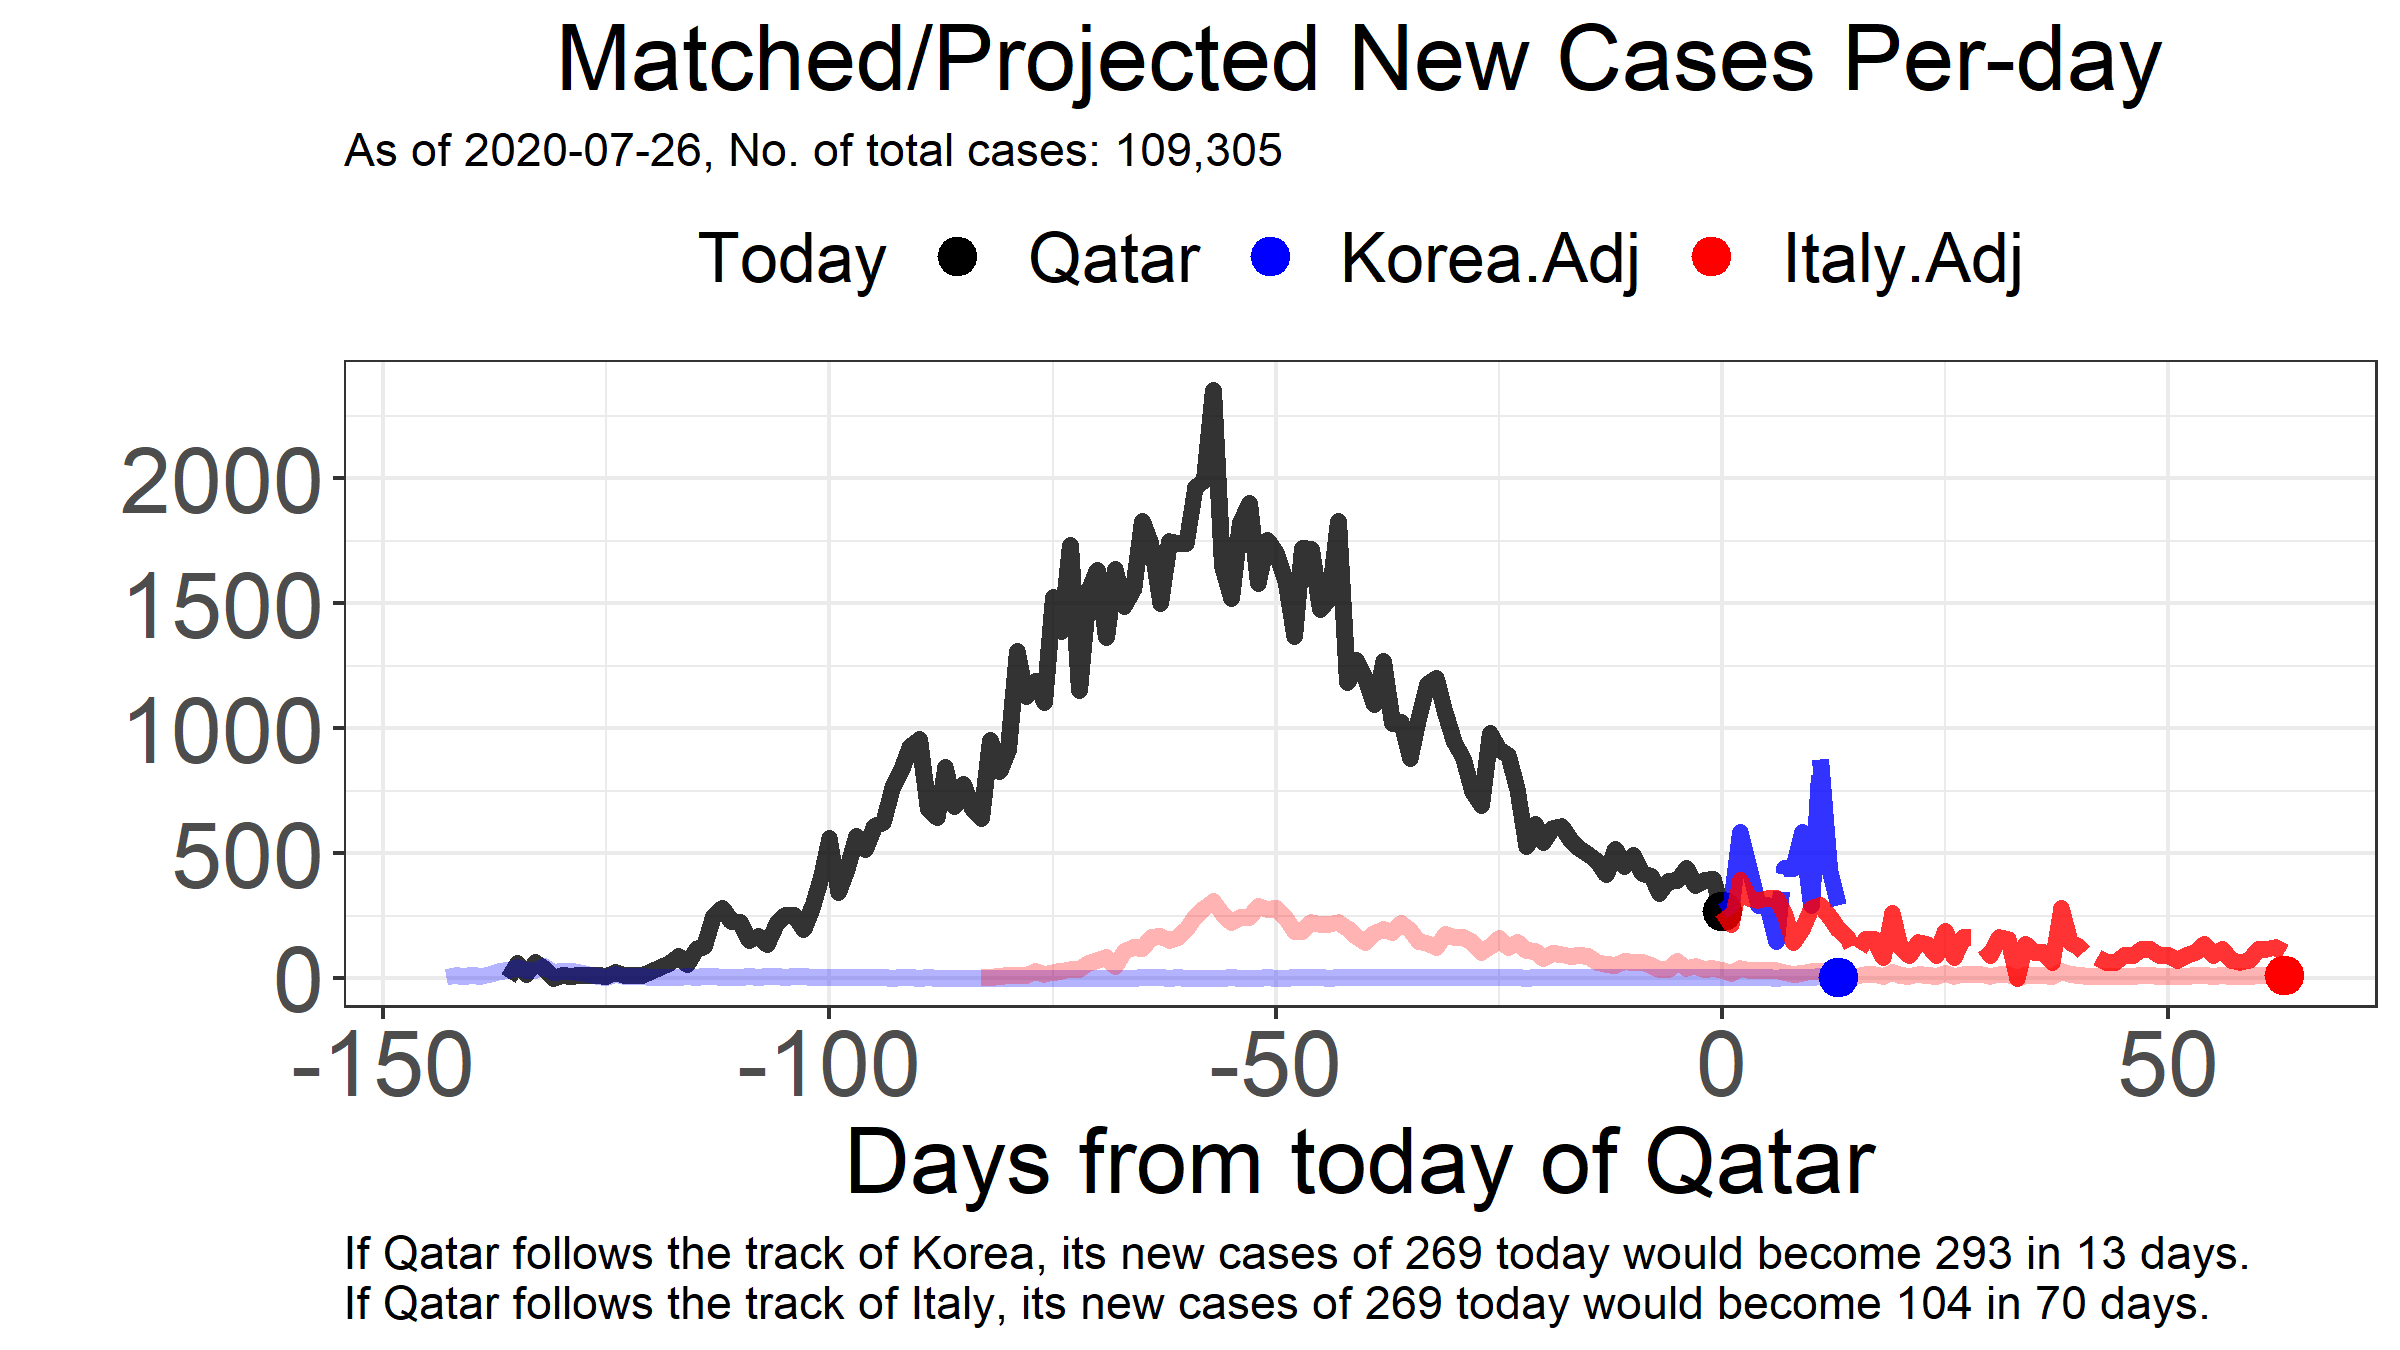 Matched/Projected New Cases Per-day
As of 2020-07-26, No. of total cases: 109,305
Today Qatar Korea.Adj Italy.Adj
2000
1500
1000
500
0
-150 -100 -50 0 50
Days from today of Qatar
If Qatar follows the track of Korea, its new cases of 269 today would become 293 in 13 days.
If Qatar follows the track of Italy, its new cases of 269 today would become 104 in 70 days.